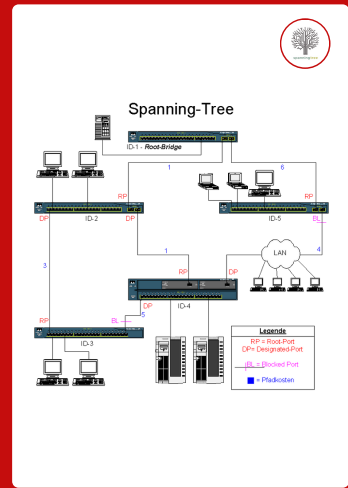 spanning-tree
Spanning-Tree
ID-1 - Root-Bridge
1
6
RP
RP
ID-2
ID-5
DP
DP
BL
LAN
4
3
1
RP
DP
ID-4
DP
RP
BL
5
ID-3
Legende
RP = Root-Port
DP= Designated-Port
BL = Blocked Port
= Pfadkosten